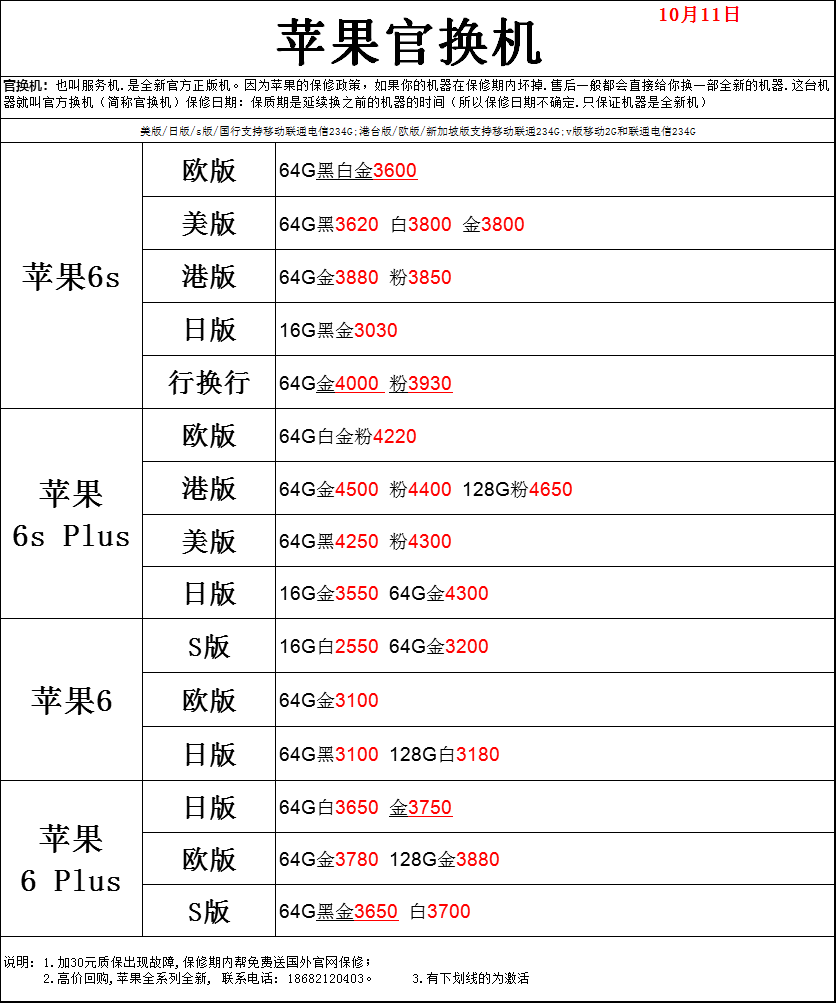 10月11日
苹果官换机
官换机：也叫服务机.是全新官方正版机。因为苹果的保修政策，如果你的机器在保修期内坏掉.售后一般都会直接给你换一部全新的机器.这台机
器就叫官方换机（简称官换机）保修日期：保质期是延续换之前的机器的时间（所以保修日期不确定.只保证机器是全新机）
美版/日版/s版/国行支持移动联通电信234G;港台版/欧版/新加坡版支持移动联通234G;v版移动2G和联通电信234G
苹果6s
欧版 64G黑白金3600
美版 64G黑3620 白3800 金3800
港版 64G金3880 粉3850
日版 16G黑金3030
行换行 64G金4000 粉3930
苹果
6s Plus
欧版 64G白金粉4220
港版 64G金4500 粉4400 128G粉4650
美版 64G黑4250 粉4300
日版 16G金3550 64G金4300
苹果6
S版 16G白2550 64G金3200
欧版 64G金3100
日版 64G黑3100 128G白3180
苹果
6 Plus
日版 64G白3650 金3750
欧版 64G金3780 128G金3880
S版 64G黑金3650 白3700
说明：1.加30元质保出现故障,保修期内帮免费送国外官网保修；
2.高价回购,苹果全系列全新, 联系电话：18682120403。 3.有下划线的为激活